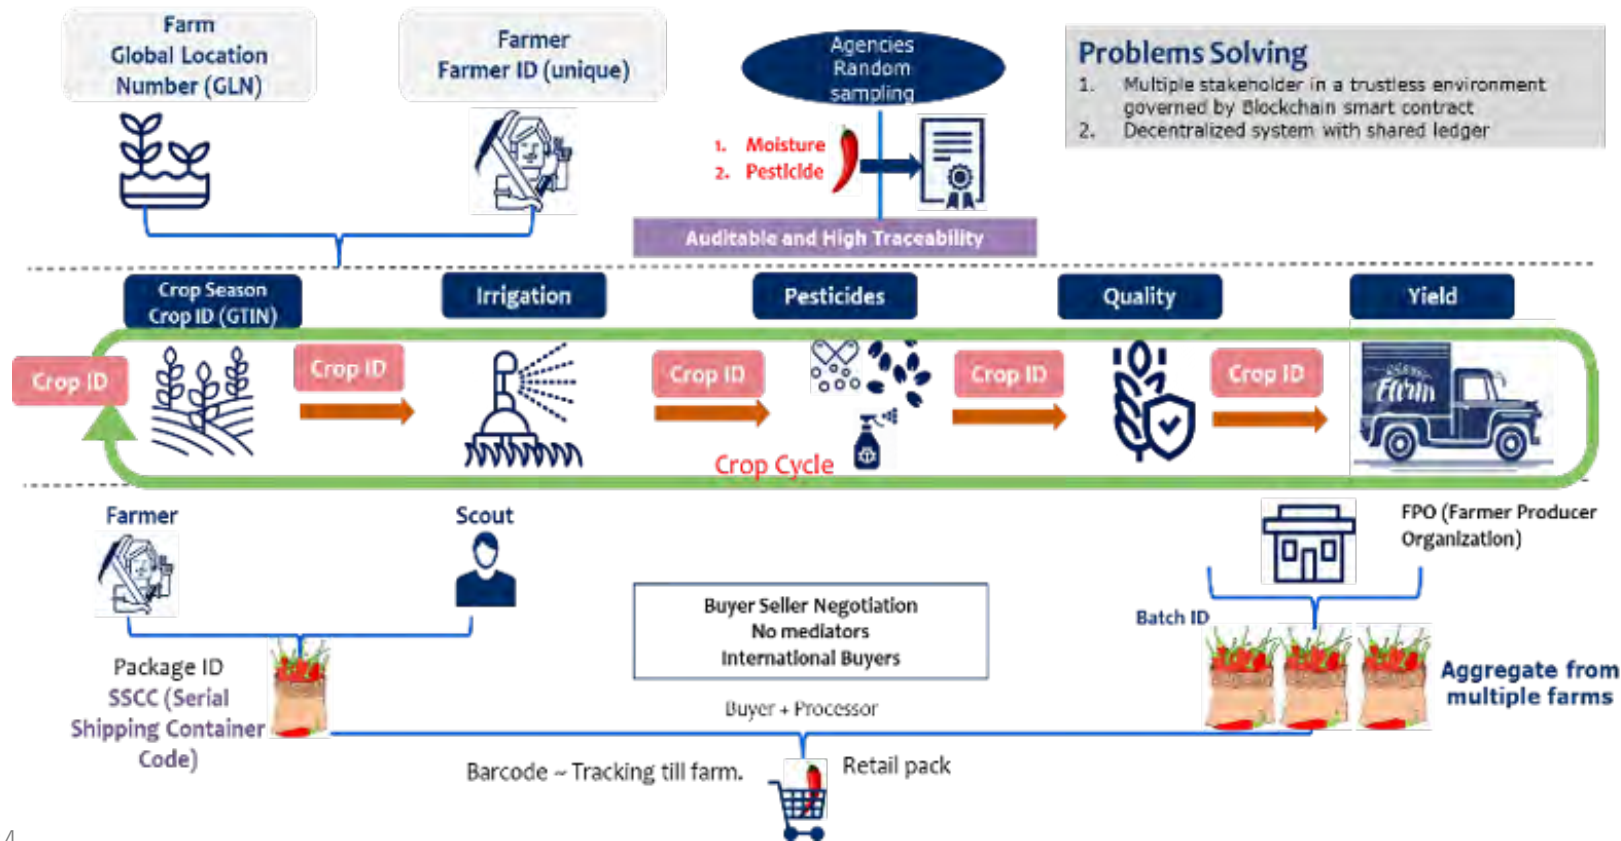 Farm
Global Location
Number (GLN)
Farmer
Farmer ID (unique)
Agencies
Random
sampling
1. Moisture
2. Pesticide
Auditable and High Traceability
Problems Solving
1. Multiple stakeholder in a trustless environment
governed by Blockchain smart contract
2. Decentralized system with shared ledger
Crop Season
Crop ID (GTIN)
Irrigation
Pesticides
Quality
Yield
Crop ID
Crop ID
Crop ID
Crop ID
Crop ID
Farm
Crop Cycle
Farmer
Scout
FPO (Farmer Producer
Organization)
Package ID
SSCC (Serial
Shipping Container
Code)
Buyer Seller Negotiation
No mediators
International Buyers
Batch ID
Aggregate from
multiple farms
Buyer + Processor
Barcode ~ Tracking till farm.
Retail pack
4